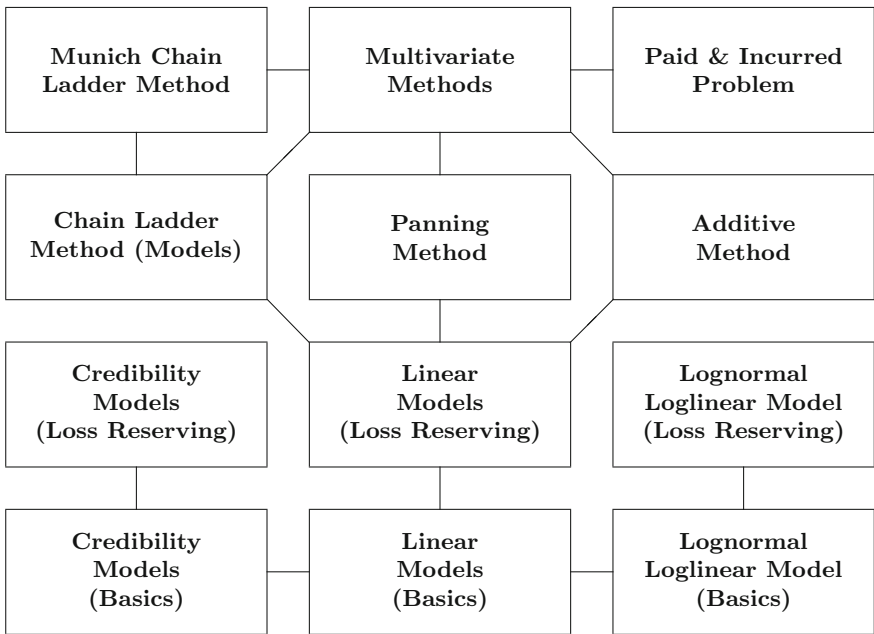 Munich Chain
Ladder Method
Multivariate
Methods
Paid & Incurred
Problem
Chain Ladder
Method (Models)
Panning
Method
Additive
Method
Credibility
Models
(Loss Reserving)
Linear
Models
(Loss Reserving)
Lognormal
Loglinear Model
(Loss Reserving)
Credibility
Models
(Basics)
Linear
Models
(Basics)
Lognormal
Loglinear Model
(Basics)